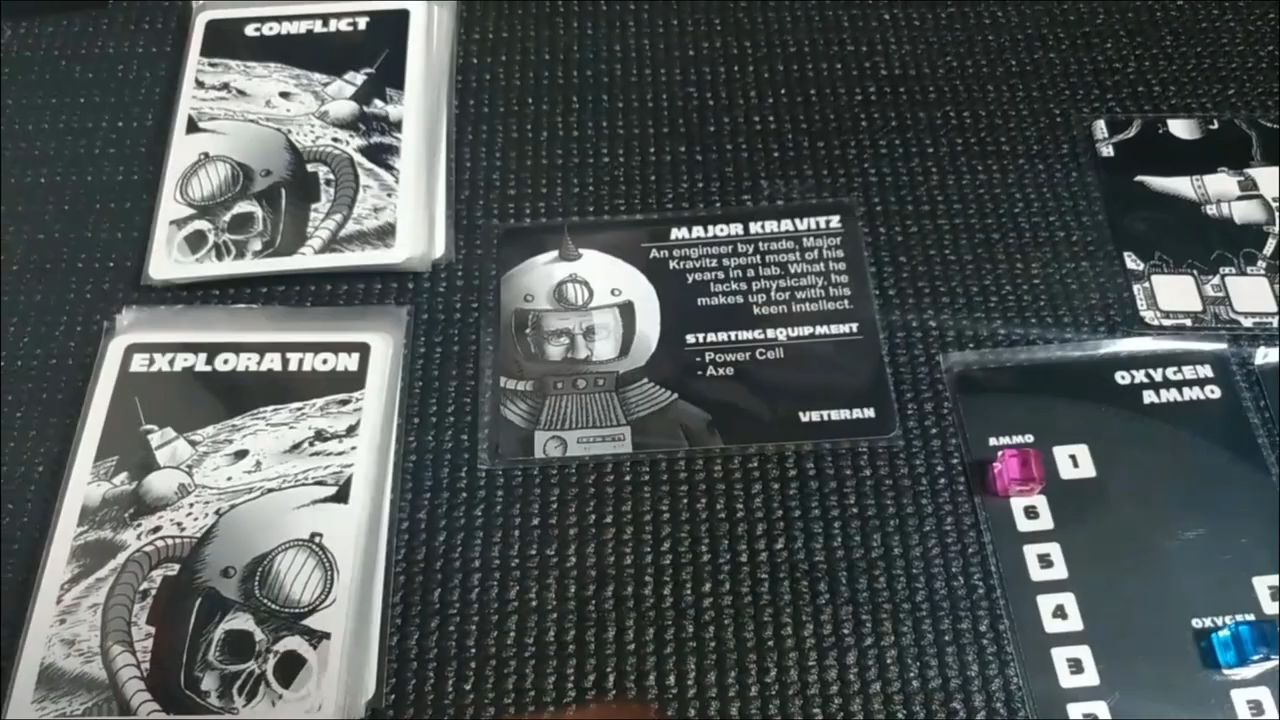 CONFLICT
EXPLORATION
MAJOR KRAVITZ
An engineer by trade, Major
Kravitz spent most of his
years in a lab. What he
lacks physically, he
makes up for with his
keen intellect.
STARTING EQUIPMENT
- Power Cell
- Axe
VETERAN
OXYGEN
AMMO
AMMO
1
6
5
4
3
OXYGEN
3